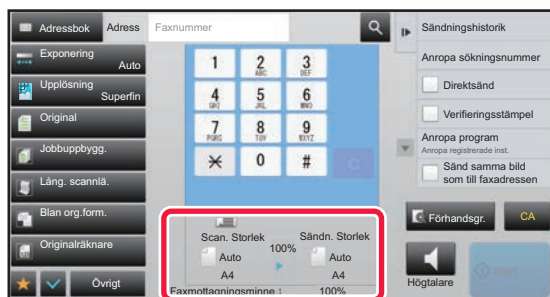 Adressbok
Adress
Faxnummer
Exponering
Auto
Upplösning
Superfin
Original
Jobbuppbygg.
Lång. scannlä.
Blan org.form.
Originalräknare
Övrigt
1
2
ABC
3
DEF
4
GHI
5
JKL
6
MNO
7
PQRS
8
TUV
9
WXYZ
0
#
C
Scan. Storlek
100%
Sändn. Storlek
Auto
Auto
A4
A4
Faxmottagningsminne :
100%
Sändningshistorik
Anropa sökningsnummer
Direktsänd
Verifieringsstämpel
Anropa program
Anropa registrerade inst.
Sänd samma bild
som till faxadressen
Förhandsgr.
CA
Högtalare
Start